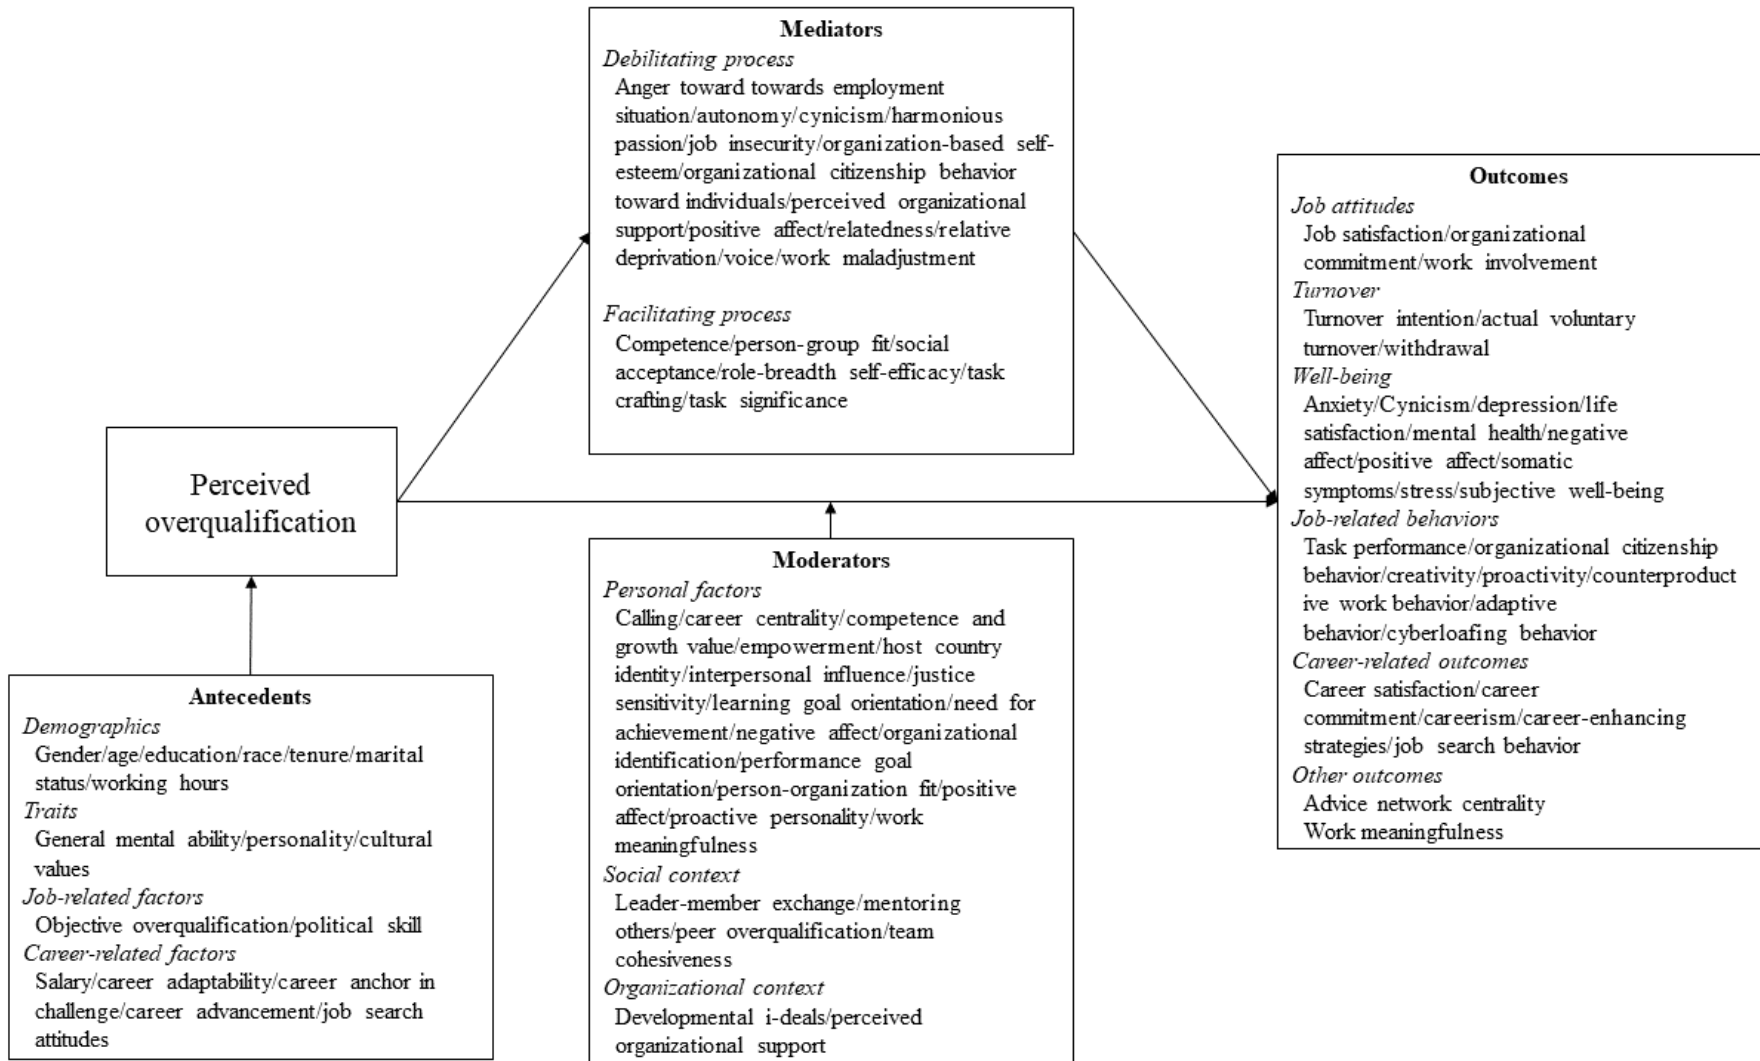 Mediators
Debilitating process
Anger toward towards employment
situation/autonomy/cynicism/harmonious
passion/job insecurity/organization-based self-
esteem/organizational citizenship behavior
toward individuals/perceived organizational
support/positive affect/relatedness/relative
deprivation/voice/work maladjustment
Facilitating process
Competence/person-group fit/social
acceptance/role-breadth self-efficacy/task
crafting/task significance
Perceived
overqualification
Antecedents
Demographics
Gender/age/education/race/tenure/marital
status/working hours
Traits
General mental ability/personality/cultural
values
Job-related factors
Objective overqualification/political skill
Career-related factors
Salary/career adaptability/career anchor in
challenge/career advancement/job search
attitudes
Moderators
Personal factors
Calling/career centrality/competence and
growth value/empowerment/host country
identity/interpersonal influence/justice
sensitivity/learning goal orientation/need for
achievement/negative affect/organizational
identification/performance goal
orientation/person-organization fit/positive
affect/proactive personality/work
meaningfulness
Social context
Leader-member exchange/mentoring
others/peer overqualification/team
cohesiveness
Organizational context
Developmental i-deals/perceived
organizational support
Outcomes
Job attitudes
Job satisfaction/organizational
commitment/work involvement
Turnover
Turnover intention/actual voluntary
turnover/withdrawal
Well-being
Anxiety/Cynicism/depression/life
satisfaction/mental health/negative
affect/positive affect/somatic
symptoms/stress/subjective well-being
Job-related behaviors
Task performance/organizational citizenship
behavior/creativity/proactivity/counterproduct
ive work behavior/adaptive
behavior/cyberloafing behavior
Career-related outcomes
Career satisfaction/career
commitment/careerism/career-enhancing
strategies/job search behavior
Other outcomes
Advice network centrality
Work meaningfulness